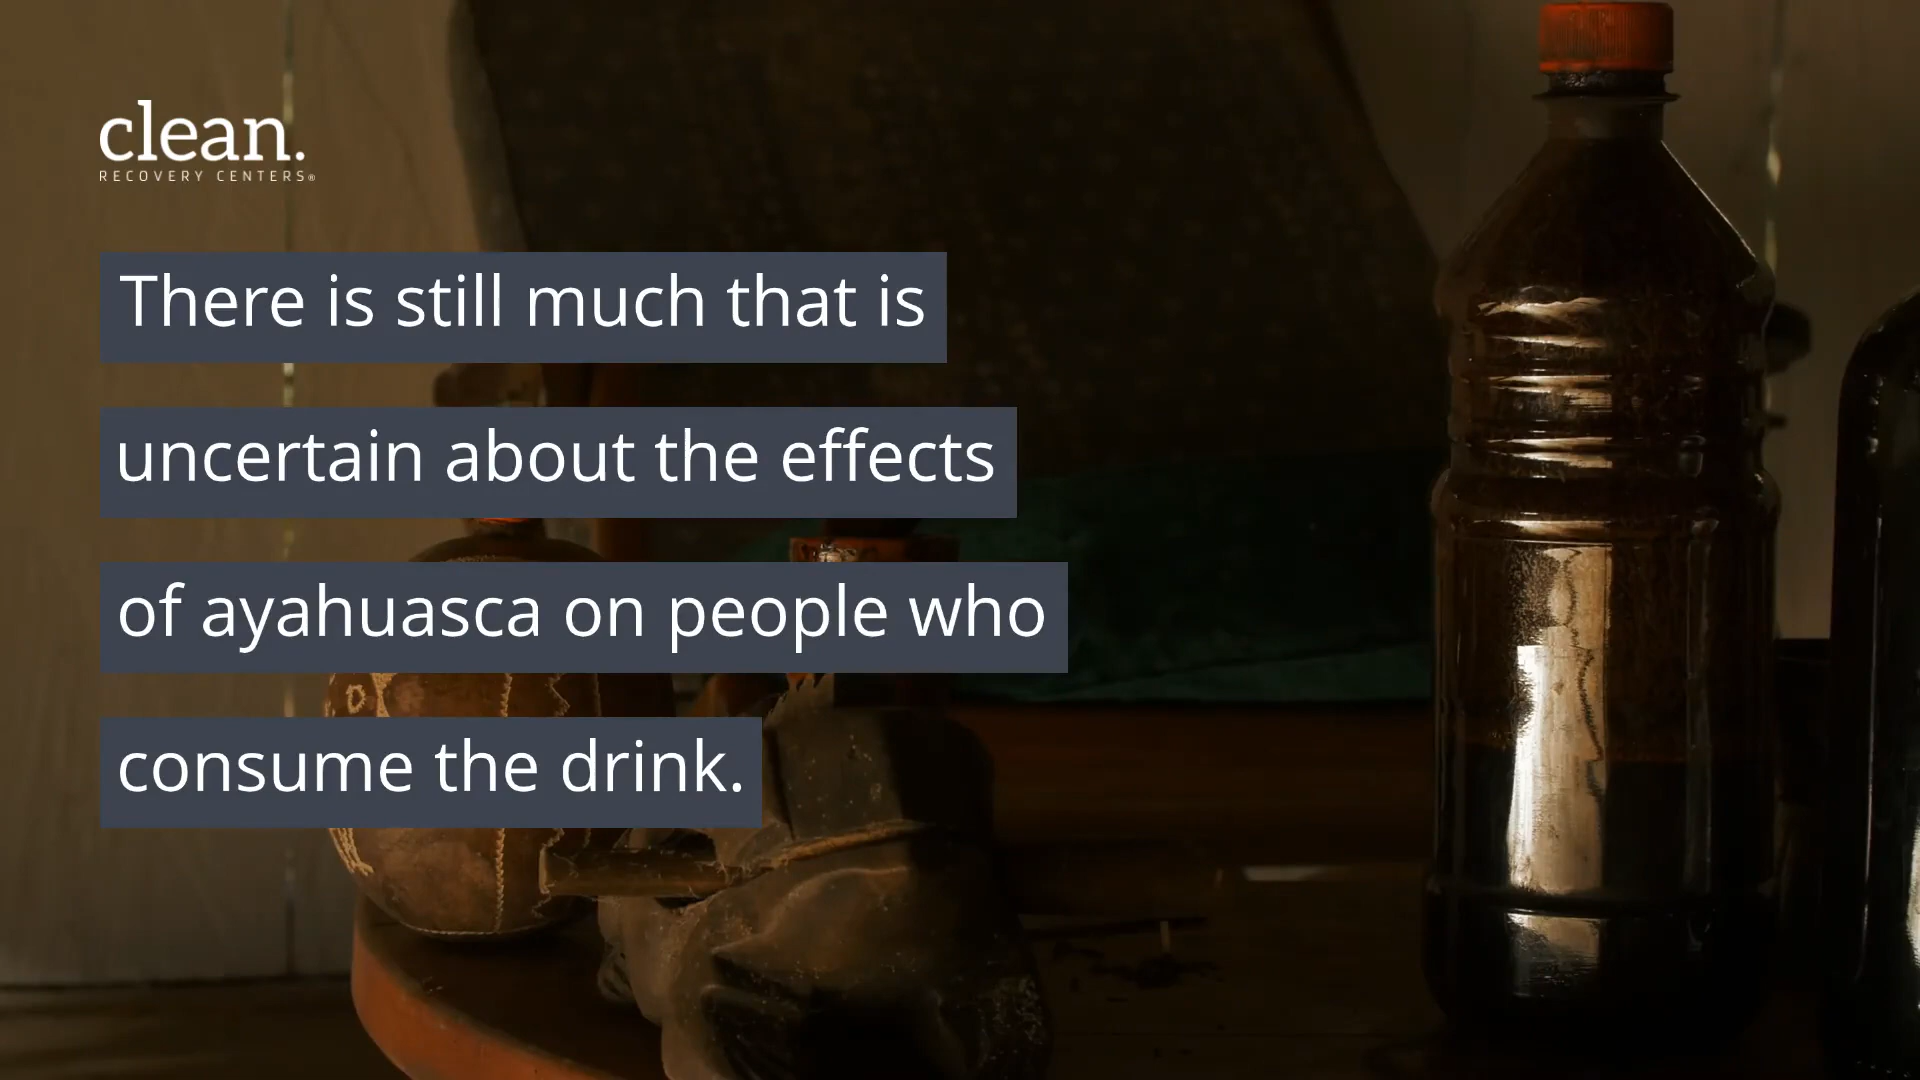 clean.
RECOVERY CENTERS®
There is still much that is
uncertain about the effects
of ayahuasca on people who
consume the drink.